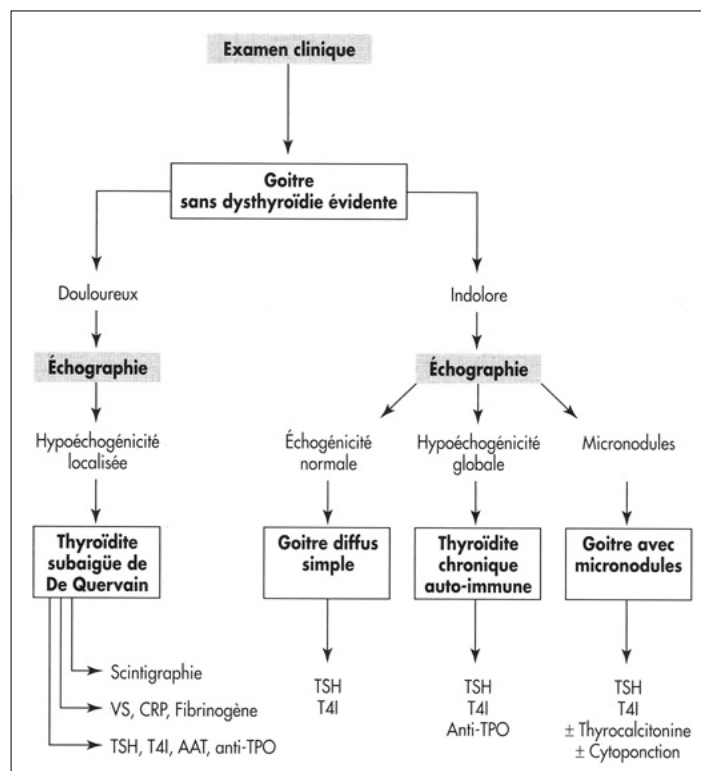 Examen clinique
Goitre
sans dysthyroïdie évidente
Douloureux
Indolore
Échographie
Échographie
Hypoéchogénicité
localisée
Échogénicité
normale
Hypoéchogénicité
globale
Micronodules
Thyroïdite
subaigüe de
De Quervain
Goitre diffus
simple
Thyroïdite
chronique
auto-immune
Goitre avec
micronodules
Scintigraphie
VS, CRP, Fibrinogène
TSH, T4l, AAT, anti-TPO
TSH
T4l
TSH
T4l
Anti-TPO
TSH
T4l
± Thyrocalcitonine
± Cytoponction